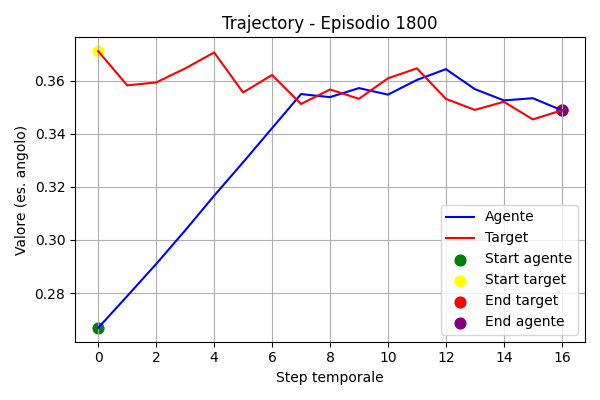 Trajectory - Episodio 1800
Valore (es. angolo)
0.36
0.34
0.32
0.30
0.28
0 2 4 6 8 10 12 14 16
Step temporale
Agente
Target
Start agente
Start target
End target
End agente